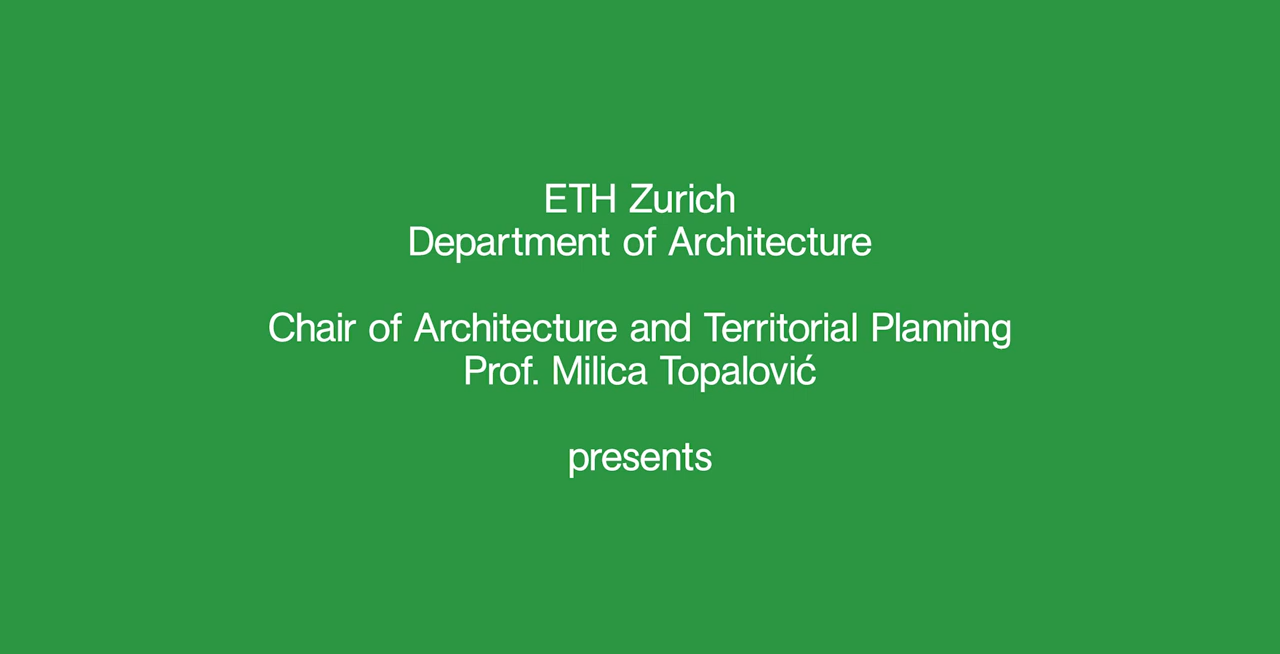 ETH Zurich
Department of Architecture
Chair of Architecture and Territorial Planning
Prof. Milica Topalović
presents